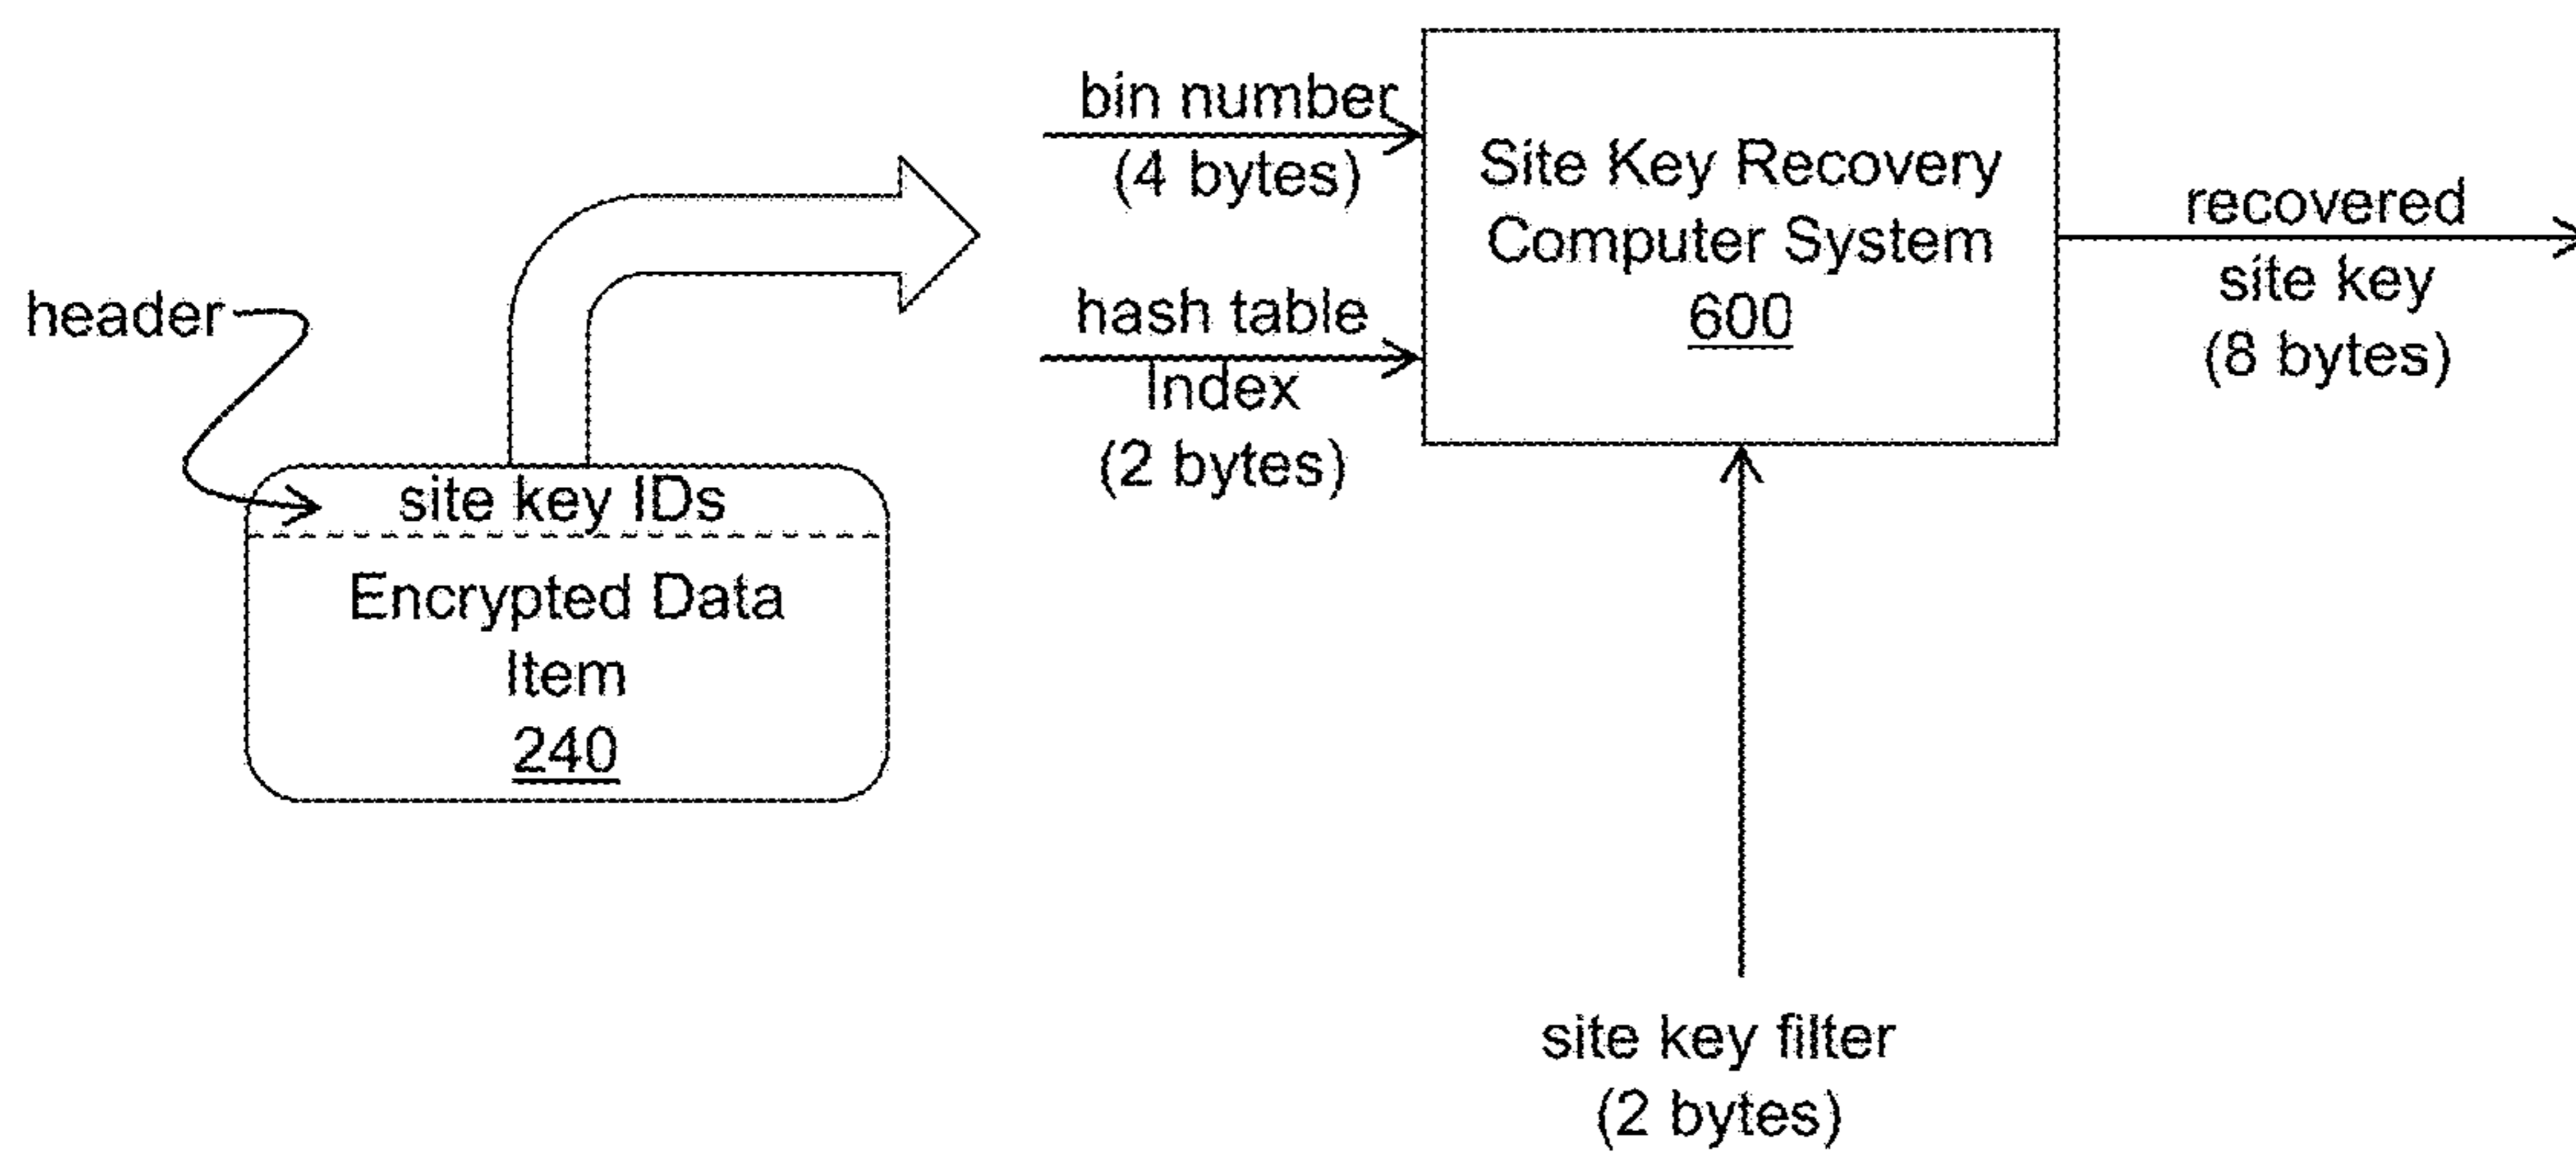 header
site key IDs
Encrypted Data
Item
240
bin number
(4 bytes)
hash table
Index
(2 bytes)
Site Key Recovery
Computer System
600
recovered
site key
(8 bytes)
site key filter
(2 bytes)